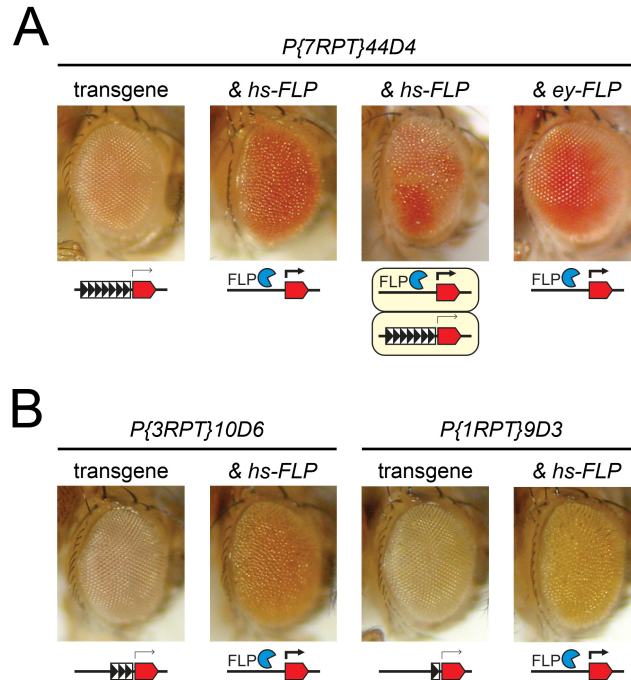 A
P{7RPT}44D4
transgene & hs-FLP & hs-FLP & ey-FLP
FLP FLP FLP
B
P{3RPT}10D6 P{1RPT}9D3
transgene & hs-FLP transgene & hs-FLP
FLP FLP